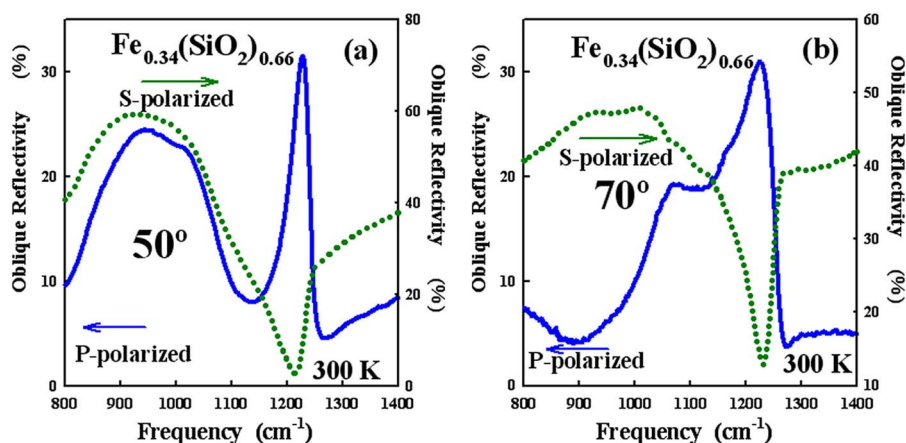 Fe0.34(SiO2)0.66 (a)
Oblique Reflectivity (%)
30
20
10
0
80
60
40
20
0
Oblique Reflectivity (%)
S-polarized
50º
P-polarized
300 K
800 900 1000 1100 1200 1300 1400
Frequency (cm-1)
Fe0.34(SiO2)0.66 (b)
Oblique Reflectivity (%)
30
20
10
0
60
50
40
30
20
10
Oblique Reflectivity (%)
S-polarized
70º
P-polarized
300 K
800 900 1000 1100 1200 1300 1400
Frequency (cm-1)